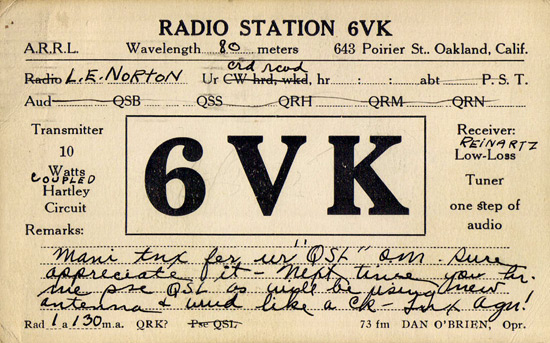 RADIO STATION 6VK
A.R.R.L. Wavelength 80 meters 643 Poirier St., Oakland, Calif.
crd rcvd
Radio L.E. NORTON Ur CW hrd, wkd, hr : : abt P. S. T.
Aud QSB QSS QRH QRM QRN
Transmitter
10
Watts
COUPLED
Hartley
Circuit
6VK
Receiver:
REINARTZ
Low-Loss
Tuner
one step of
audio
Remarks:
Mani tnx fer ur "QSL" OM. Sure
appreciate it - Next time you hr.
me pse QSL as will be using new
antenna & wud like a ck - Tnx Agn!
Rad 1 a 130 m.a. QRK? Pse QSL 73 fm DAN O'BRIEN, Opr.